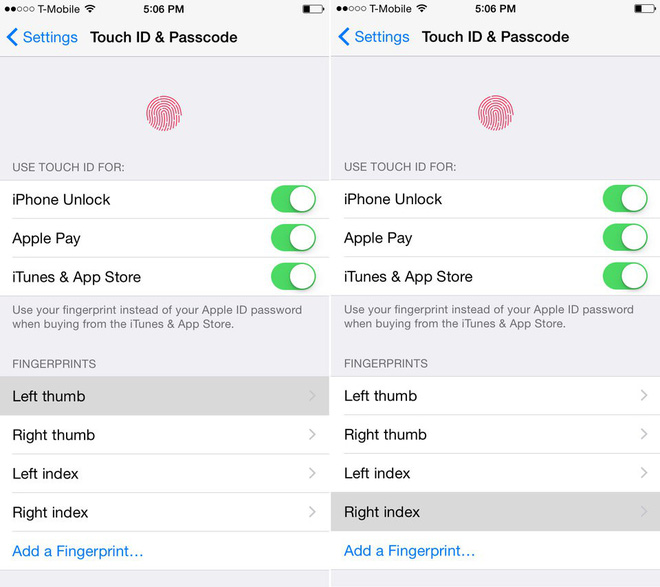 T-Mobile 5:06 PM
Settings Touch ID & Passcode
USE TOUCH ID FOR:
iPhone Unlock
Apple Pay
iTunes & App Store
Use your fingerprint instead of your Apple ID password
when buying from the iTunes & App Store.
FINGERPRINTS
Left thumb
Right thumb
Left index
Right index
Add a Fingerprint…
T-Mobile 5:06 PM
Settings Touch ID & Passcode
USE TOUCH ID FOR:
iPhone Unlock
Apple Pay
iTunes & App Store
Use your fingerprint instead of your Apple ID password
when buying from the iTunes & App Store.
FINGERPRINTS
Left thumb
Right thumb
Left index
Right index
Add a Fingerprint…